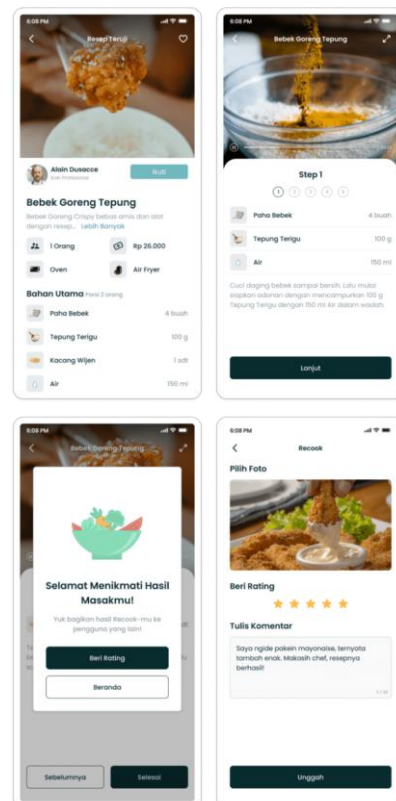 6:08 PM
Resep Teruji
Alain Dusacce
Ikuti
Bebek Goreng Tepung
Bebek Goreng Crispy bebas amis dan alot
dengan resep... Lebih Banyak
1 Orang
Rp 26.000
Oven
Air Fryer
Bahan Utama Porsi 2 orang
Paha Bebek 4 buah
Tepung Terigu 100 g
Kacang Wijen 1 sdt
Air 150 ml
6:08 PM
Bebek Goreng Tepung
Step 1
1 2 3 4 5
Paha Bebek 4 buah
Tepung Terigu 100 g
Air 150 ml
Cuci daging bebek sampai bersih. Lalu mulai
siapkan adonan dengan mencampurkan 100 g
Tepung Terigu dengan 150 ml Air dalam wadah.
Lanjut
6:08 PM
Bebek Goreng Tepung
Selamat Menikmati Hasil
Masakmu!
Yuk bagikan hasil Recook-mu ke
pengguna yang lain!
Beri Rating
Beranda
Sebelumnya
Selesai
6:08 PM
Recook
Pilih Foto
Beri Rating
Tulis Komentar
Saya ngide pakein mayonaise, ternyata
tambah enak. Makasih chef, resepnya
berhasil!
Unggah